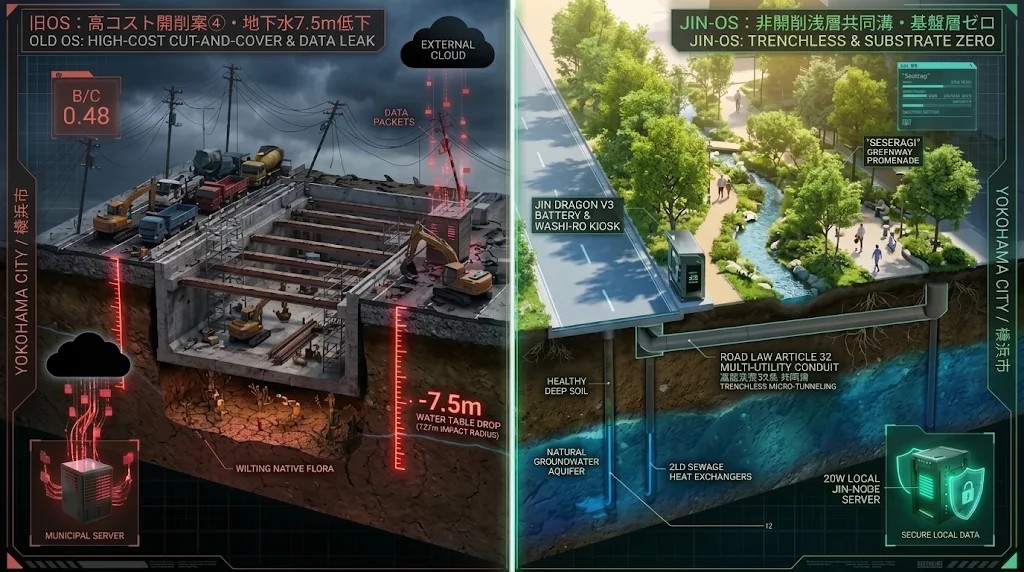 旧OS：高コスト開削案④・地下水7.5m低下
OLD OS: HIGH-COST CUT-AND-COVER & DATA LEAK
EXTERNAL
CLOUD
B/C
0.48
DATA
PACKETS
YOKOHAMA CITY / 横浜市
-7.5m
WATER TABLE DROP
IMPACT RADIUS)
WILTING NATIVE FLORA
MUNICIPAL SERVER
JIN-OS：非開削浅層共同溝・基盤層ゼロ
JIN-OS: TRENCHLESS & SUBSTRATE ZERO
"Seotrag"
"SESERAGI"
GREENWAY
PROMENADE
JIN DRAGON V3
BATTERY &
WASHI-RO KIOSK
YOKOHAMA CITY /
ROAD LAW ARTICLE 32
MULTI-UTILITY CONDUIT
TRENCHLESS MICRO-TUNNELING
HEALTHY
DEEP SOIL
NATURAL
GROUNDWATER
AQUIFER
2LD SEWAGE
HEAT EXCHANGERS
20W LOCAL
JIN-NODE
SERVER
12
SECURE LOCAL DATA